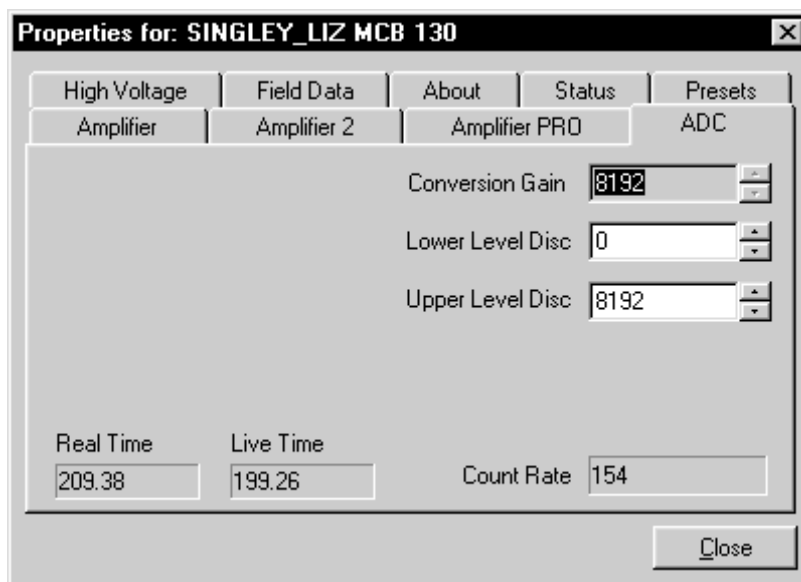 Properties for: SINGLEY_LIZ MCB 130
High Voltage Field Data About Status Presets
Amplifier Amplifier 2 Amplifier PRO ADC
Conversion Gain 8192
Lower Level Disc 0
Upper Level Disc 8192
Real Time Live Time
209.38 199.26 Count Rate 154
Close